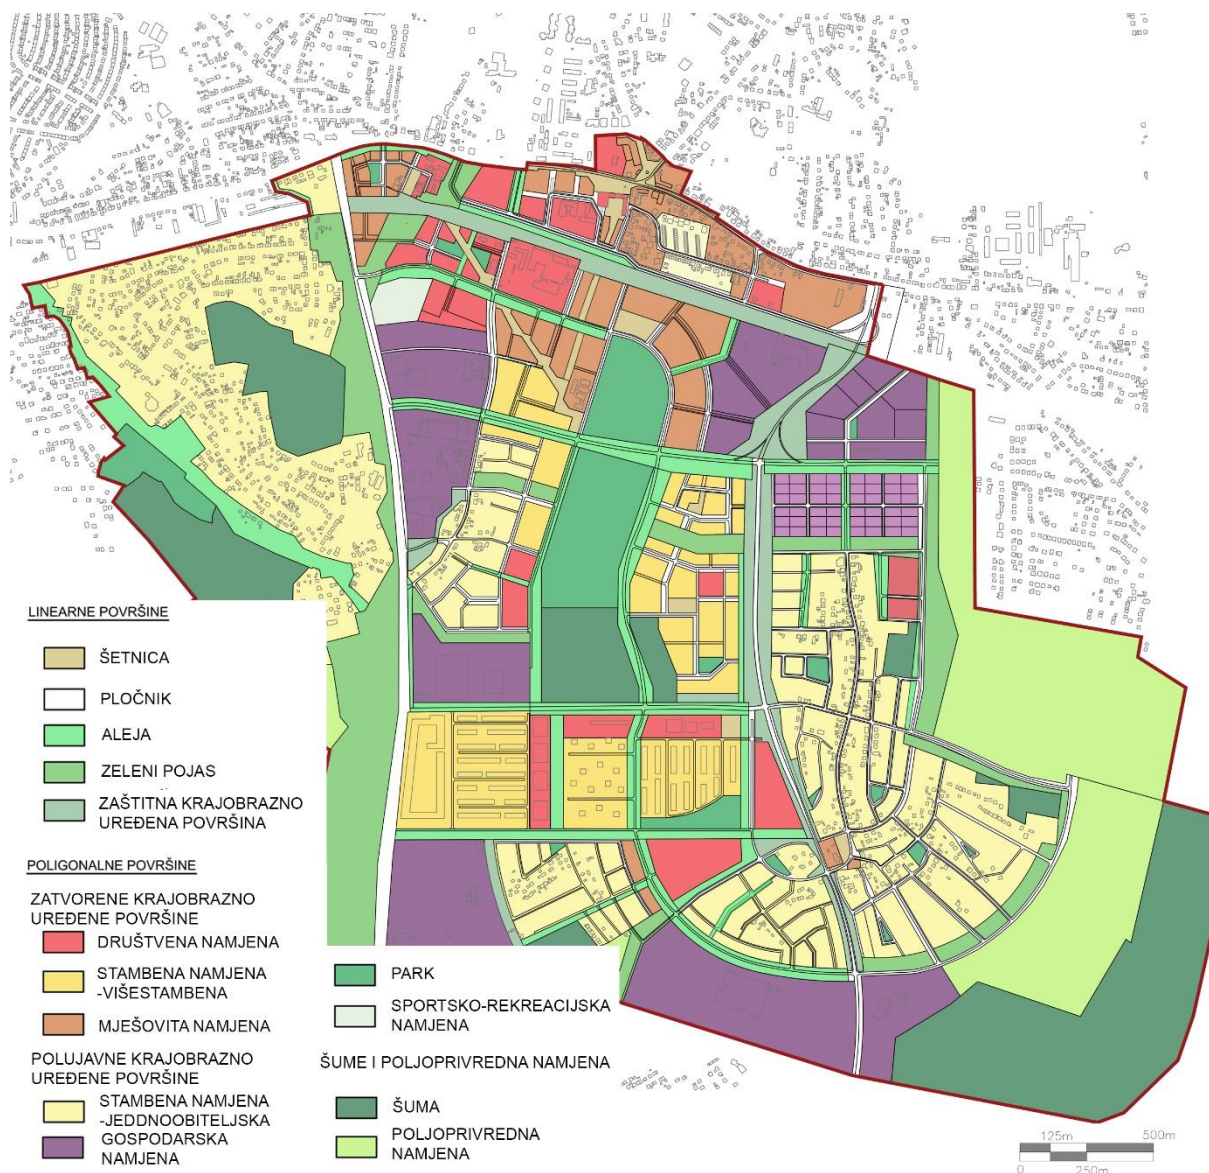 LINEARNE POVRŠINE
ŠETNICA
PLOČNIK
ALEJA
ZELENI POJAS
ZAŠTITNA KRAJOBRAZNO
UREĐENA POVRŠINA
POLIGONALNE POVRŠINE
ZATVORENE KRAJOBRAZNO
UREĐENE POVRŠINE
DRUŠTVENA NAMJENA
STAMBENA NAMJENA
-VIŠESTAMBENA
MJEŠOVITA NAMJENA
POLUJAVNE KRAJOBRAZNO
UREĐENE POVRŠINE
STAMBENA NAMJENA
-JEDDNOOBITELJSKA
GOSPODARSKA
NAMJENA
PARK
SPORTSKO-REKREACIJSKA
NAMJENA
ŠUME I POLJOPRIVREDNA NAMJENA
ŠUMA
POLJOPRIVREDNA
NAMJENA
125m 500m
0 250m